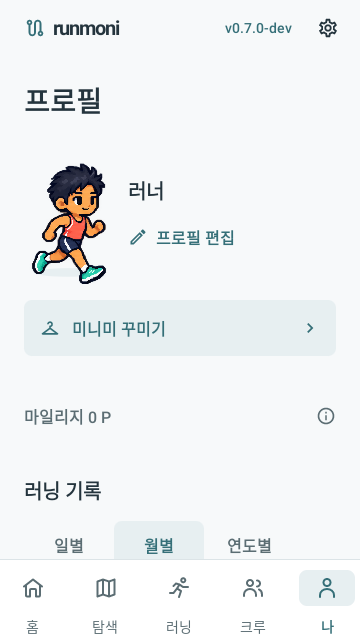 runmoni
v0.7.0-dev
프로필
러너
프로필 편집
미니미 꾸미기
마일리지 0 P
러닝 기록
일별 월별 연도별
홈 탐색 러닝 크루 나